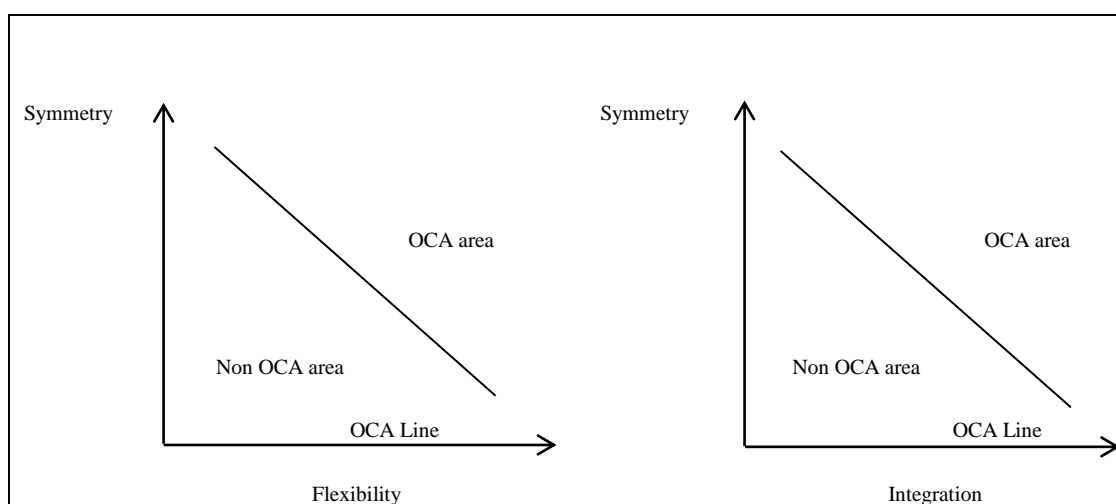 Symmetry
OCA area
Non OCA area
OCA Line
Flexibility
Symmetry
OCA area
Non OCA area
OCA Line
Integration